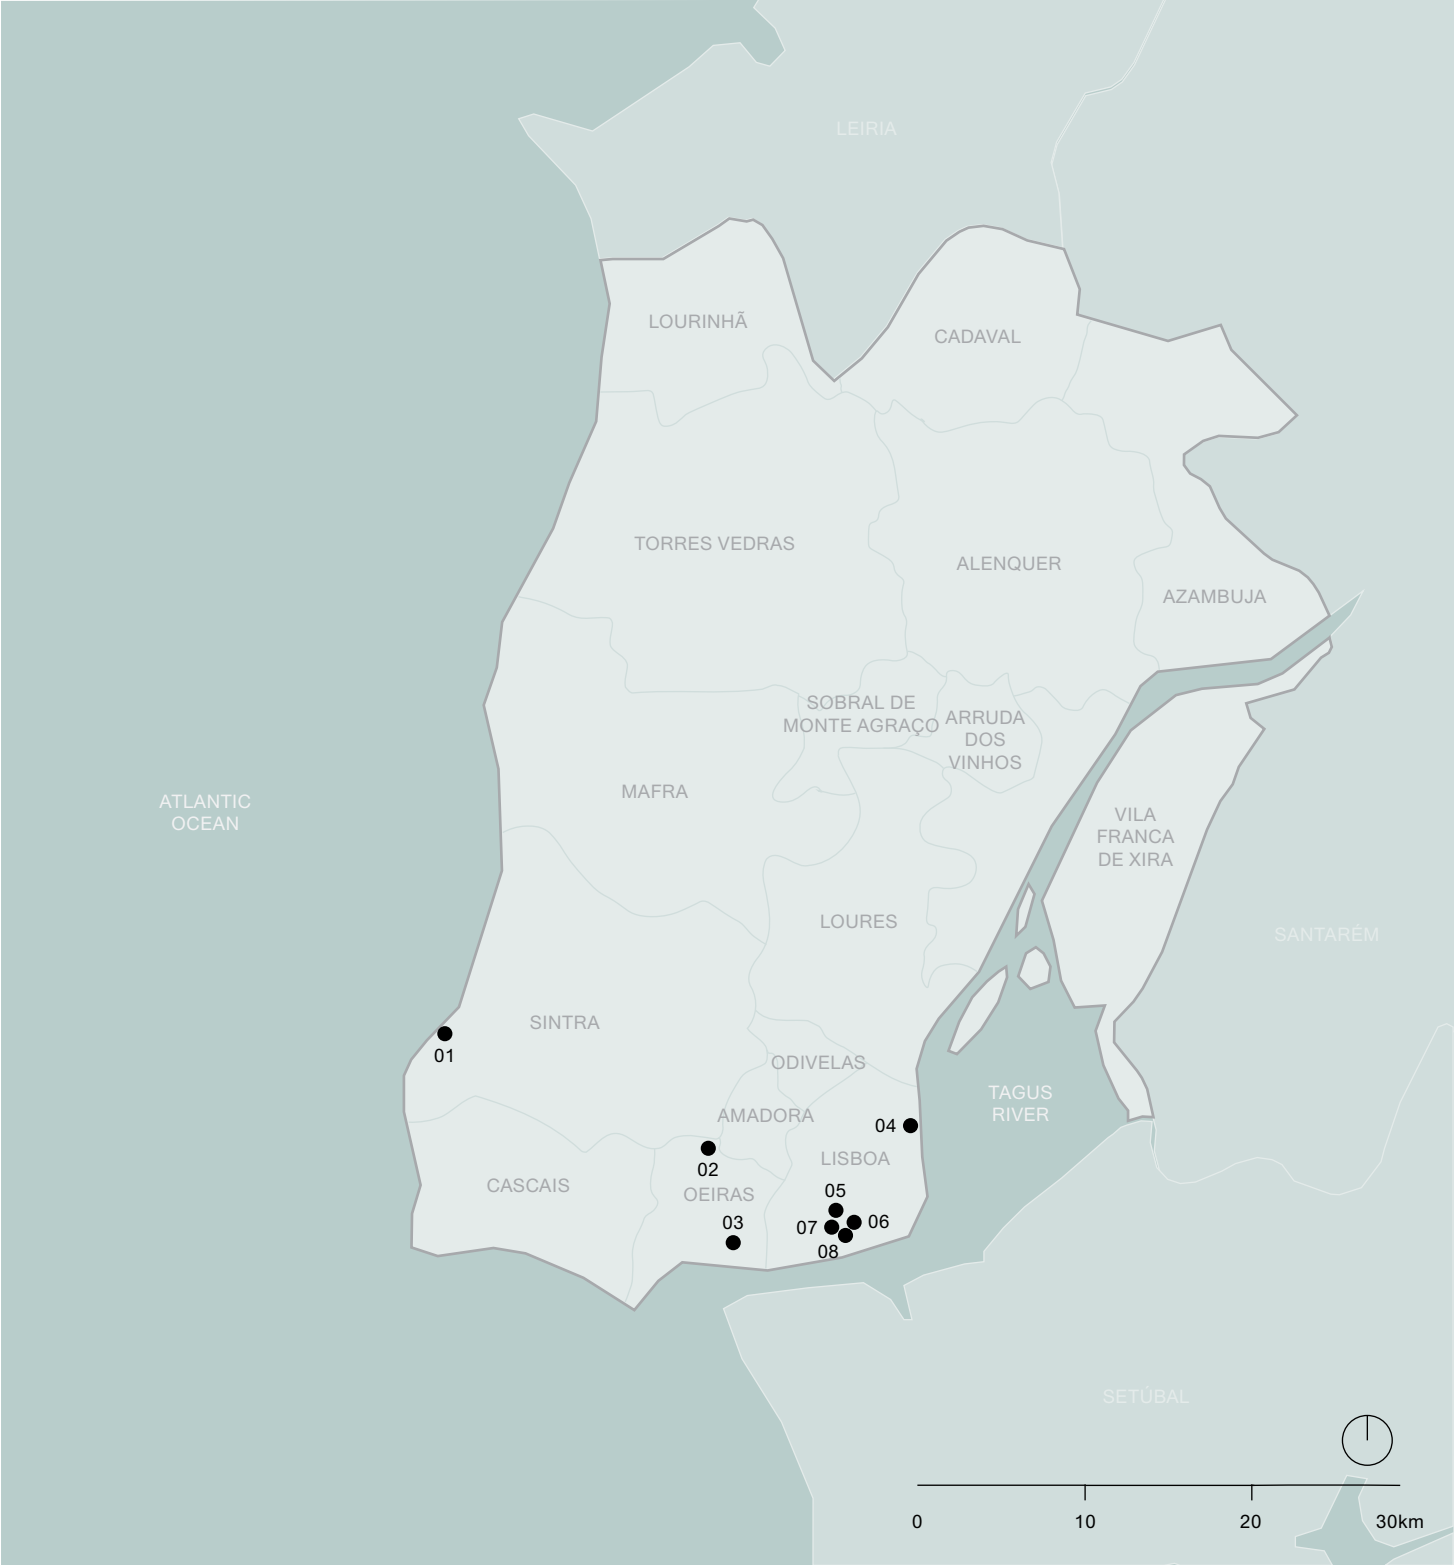 LEIRIA
LOURINHÃ
CADAVAL
TORRES VEDRAS
ALENQUER
AZAMBUJA
SOBRAL DE
MONTE AGRAÇO
ARRUDA
DOS
VINHOS
MAFRA
ATLANTIC
OCEAN
VILA
FRANCA
DE XIRA
LOURES
SANTARÉM
SINTRA
01
ODIVELAS
TAGUS
RIVER
AMADORA
04
LISBOA
02
CASCAIS
OEIRAS
05
03
07
06
08
SETÚBAL
0
10
20
30km